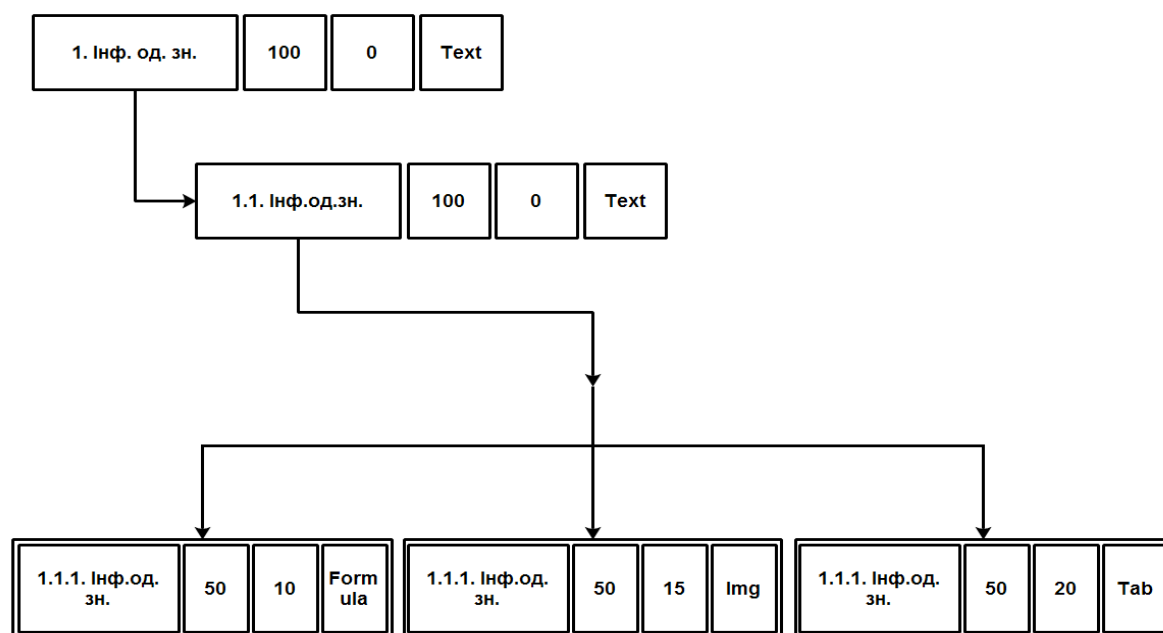 1. Інф. од. зн. 100 0 Text
1.1. Інф.од.зн. 100 0 Text
1.1.1. Інф.од.
зн. 50 10 Form
ula
1.1.1. Інф.од.
зн. 50 15 Img
1.1.1. Інф.од.
зн. 50 20 Tab